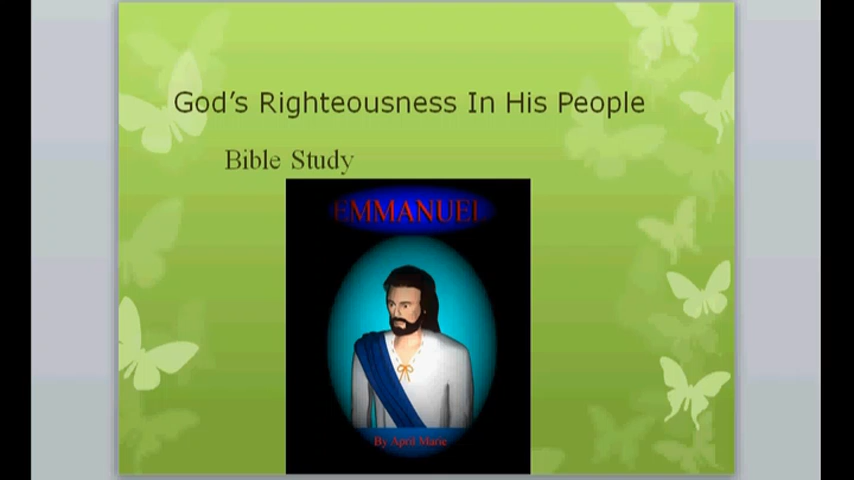 God’s Righteousness In His People
Bible Study
EMMANUEL
By April Marie